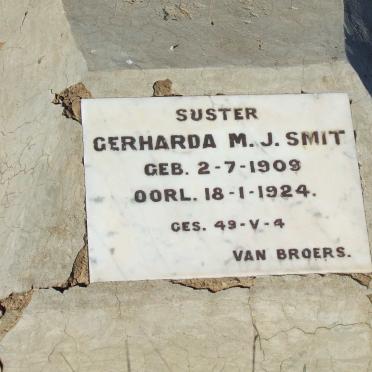 SUSTER
GERHARDA M. J. SMIT
GEB. 2-7-1909
OORL. 18-1-1924.
GES. 49-V-4
VAN BROERS.